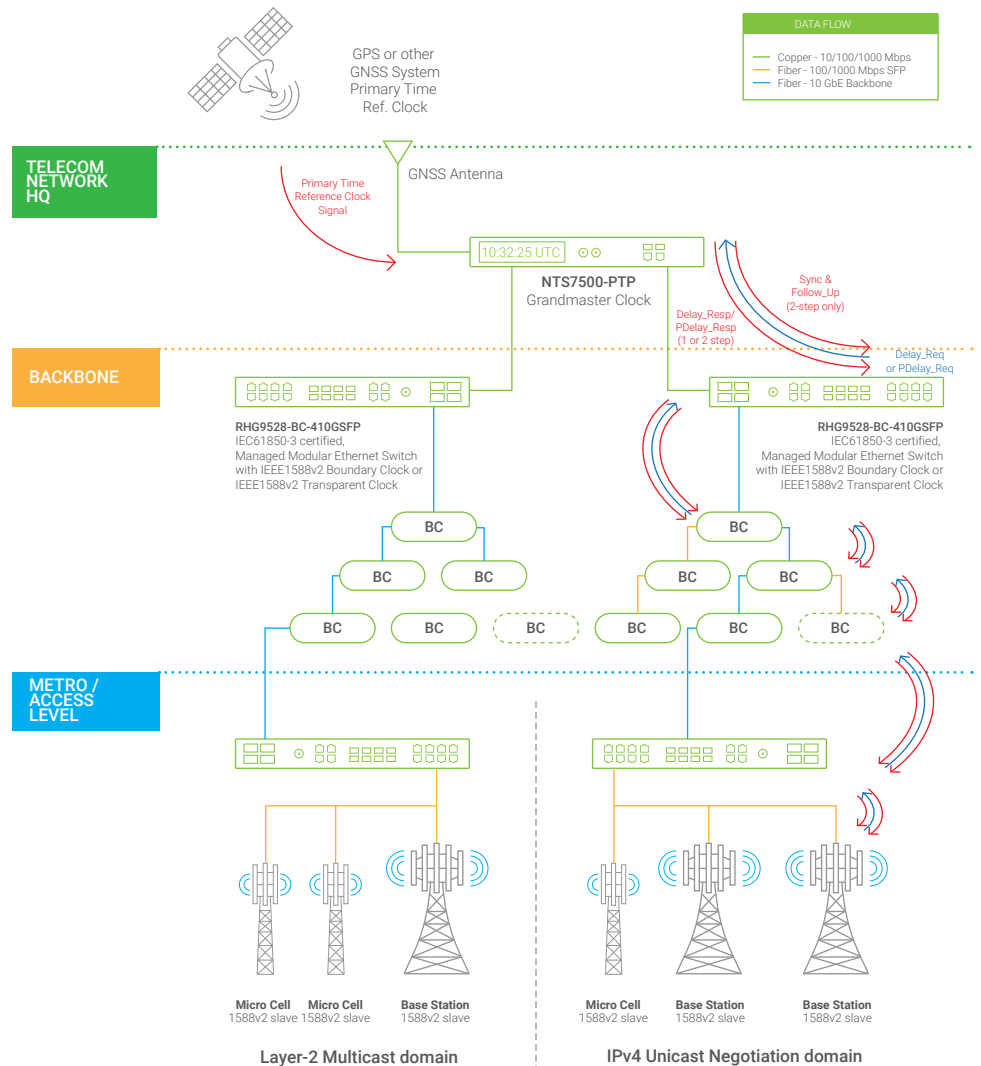 GPS or other
GNSS System
Primary Time
Ref. Clock
DATA FLOW
Copper - 10/100/1000 Mbps
Fiber - 100/1000 Mbps SFP
Fiber - 10 GbE Backbone
TELECOM
NETWORK
HQ
GNSS Antenna
Primary Time
Reference Clock
Signal
10:32:25 UTC
NTS7500-PTP
Grandmaster Clock
Sync &
Follow_Up
(2-step only)
Delay_Resp/
PDelay_Resp
(1 or 2 step)
Delay_Req
or PDelay_Req
BACKBONE
RHG9528-BC-410GSFP
IEC61850-3 certified,
Managed Modular Ethernet Switch
with IEEE1588v2 Boundary Clock or
IEEE1588v2 Transparent Clock
RHG9528-BC-410GSFP
IEC61850-3 certified,
Managed Modular Ethernet Switch
with IEEE1588v2 Boundary Clock or
IEEE1588v2 Transparent Clock
BC
BC
BC BC
BC BC
BC BC BC
BC BC BC
METRO /
ACCESS
LEVEL
Micro Cell
1588v2 slave
Micro Cell
1588v2 slave
Base Station
1588v2 slave
Micro Cell
1588v2 slave
Base Station
1588v2 slave
Base Station
1588v2 slave
Layer-2 Multicast domain
IPv4 Unicast Negotiation domain